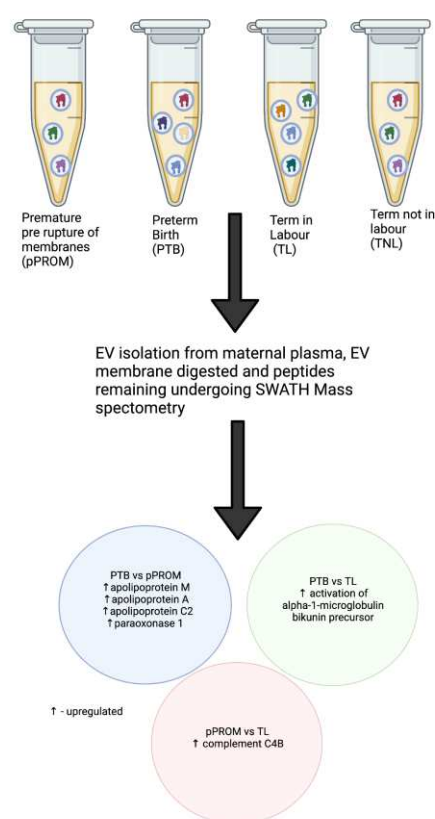 Premature
pre rupture of
membranes
(pPROM)
Preterm
Birth
(PTB)
Term in
Labour
(TL)
Term not in
labour
(TNL)
EV isolation from maternal plasma, EV
membrane digested and peptides
remaining undergoing SWATH Mass
spectometry
PTB vs pPROM
↑ apolipoprotein M
↑ apolipoprotein A
↑ apolipoprotein C2
↑ paraoxonase 1
PTB vs TL
↑ activation of
alpha-1-microglobulin
bikunin precursor
↑ - upregulated
pPROM vs TL
↑ complement C4B